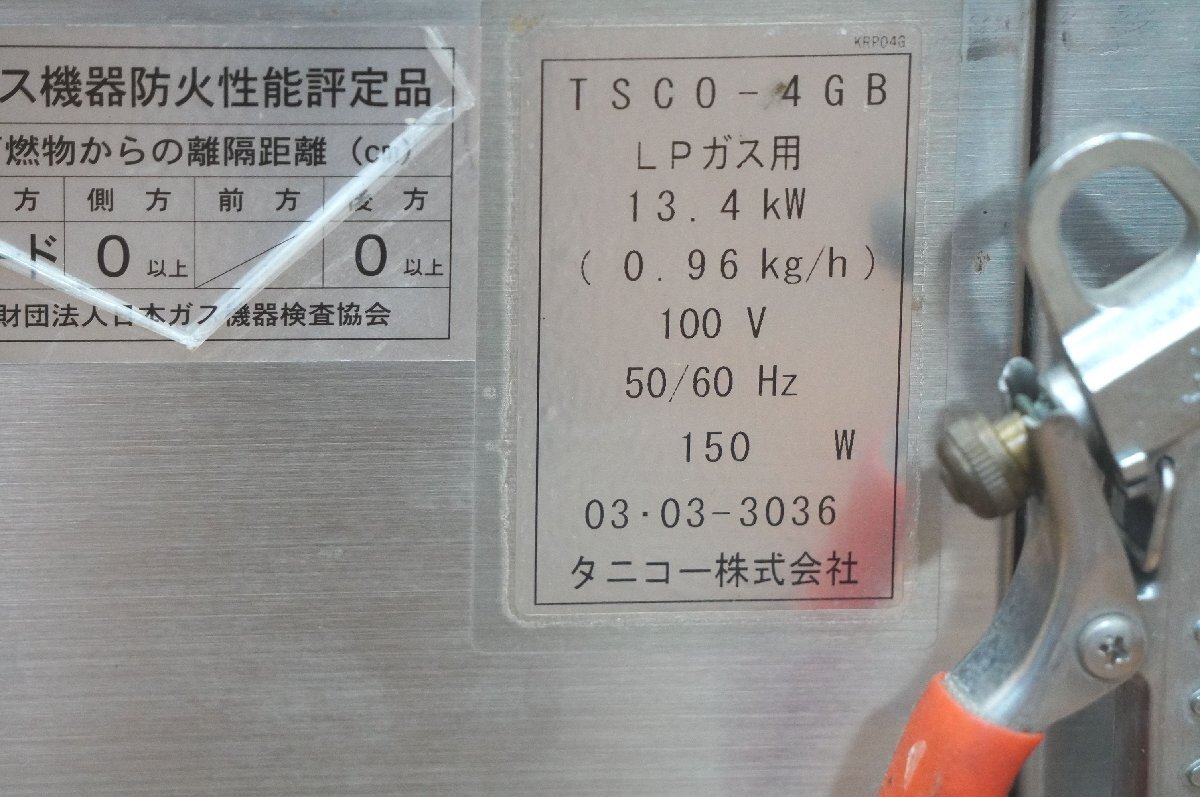 ス機器防火性能評定品
燃物からの離隔距離（cm）
方 側 方 前 方 後 方
ド 0 以上 0 以上
財団法人日本ガス機器検査協会
KRP04G
TSCO-4GB
LPガス用
13.4 kW
(0.96 kg/h)
100 V
50/60 Hz
150 W
03・03-3036
タニコー株式会社